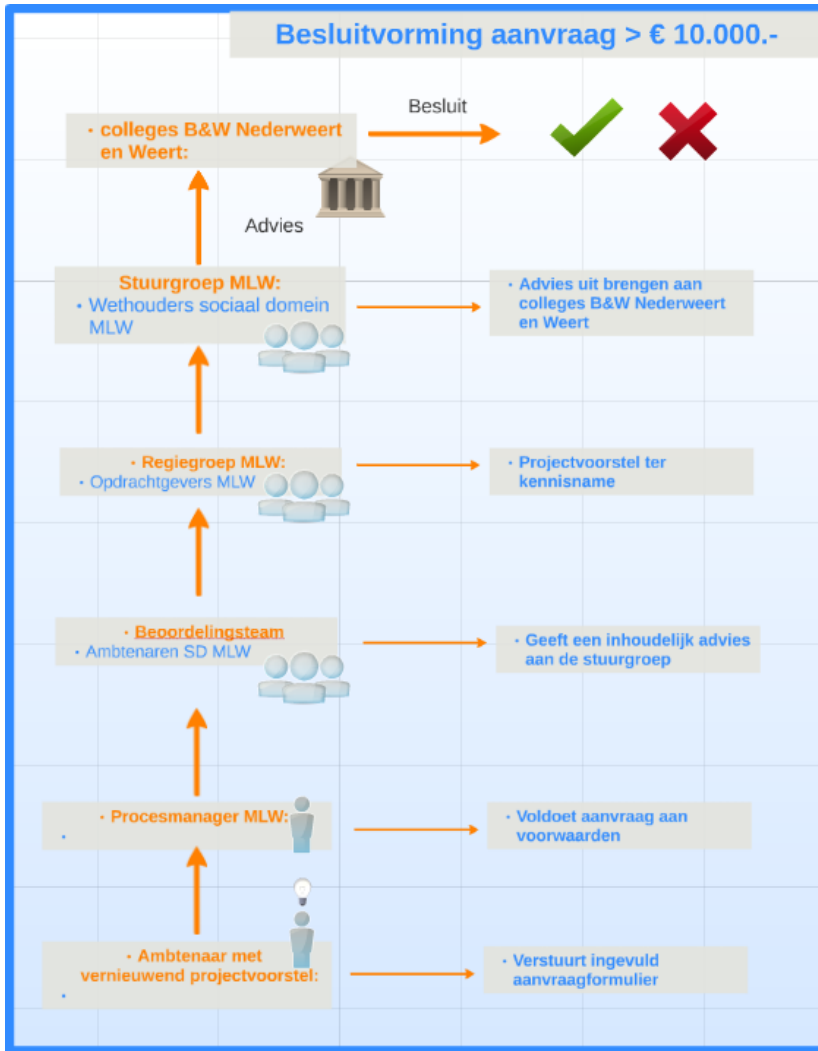 Besluitvorming aanvraag > € 10.000.-
Besluit
• colleges B&W Nederweert
en Weert:
Advies
Stuurgroep MLW:
• Wethouders sociaal domein
MLW
• Advies uit brengen aan
colleges B&W Nederweert
en Weert
• Regiegroep MLW:
• Opdrachtgevers MLW
• Projectvoorstel ter
kennisname
• Beoordelingsteam
• Ambtenaren SD MLW
• Geeft een inhoudelijk advies
aan de stuurgroep
• Procesmanager MLW:
•
• Voldoet aanvraag aan
voorwaarden
• Ambtenaar met
vernieuwend projectvoorstel:
•
• Verstuurt ingevuld
aanvraagformulier